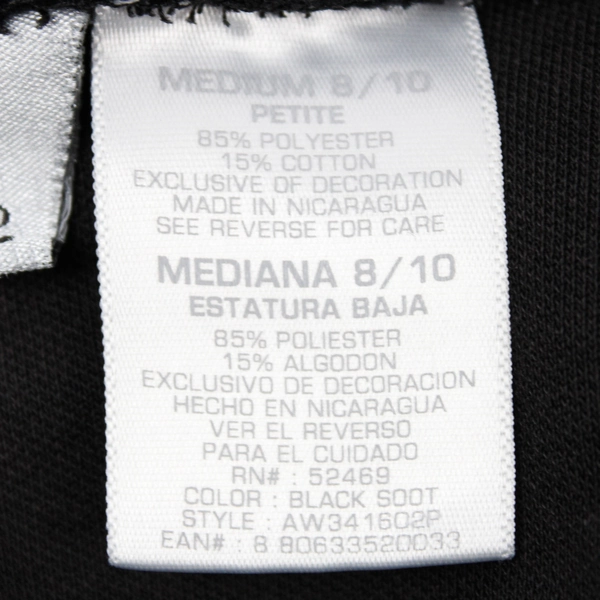 MEDIUM 8/10
PETITE
85% POLYESTER
15% COTTON
EXCLUSIVE OF DECORATION
MADE IN NICARAGUA
SEE REVERSE FOR CARE
MEDIANA 8/10
ESTATURA BAJA
85% POLIESTER
15% ALGODON
EXCLUSIVO DE DECORACION
HECHO EN NICARAGUA
VER EL REVERSO
PARA EL CUIDADO
RN# : 52469
COLOR : BLACK SOOT
STYLE : AW341602P
EAN# : 8 80633520033